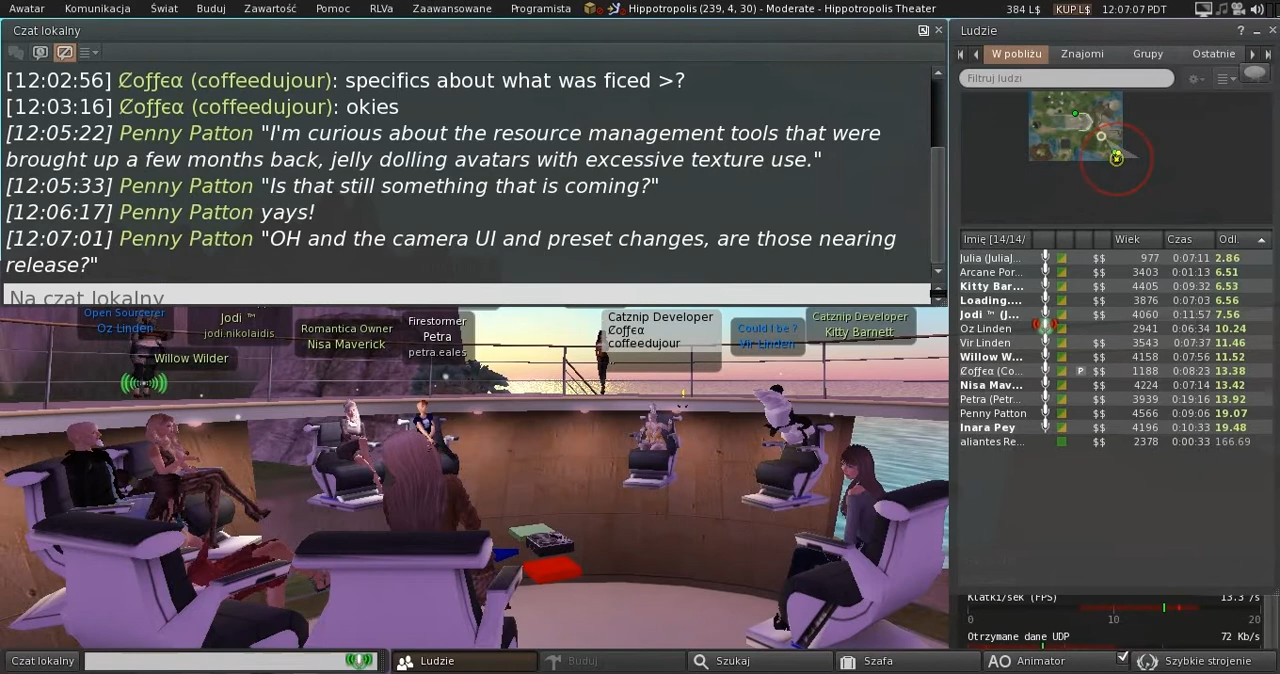 Awatar Komunikacja Świat Buduj Zawartość Pomoc RLVa Zaawansowane Programista Hippotropolis (239, 4, 30) - Moderate - Hippotropolis Theater 384 L$ KUP L$ 12:07:07 PDT
Czat lokalny
[12:02:56] Ȼoƒƒєα (coffeedujour): specifics about what was ficed >?
[12:03:16] Ȼoƒƒєα (coffeedujour): okies
[12:05:22] Penny Patton "I'm curious about the resource management tools that were
brought up a few months back, jelly dolling avatars with excessive texture use."
[12:05:33] Penny Patton "Is that still something that is coming?"
[12:06:17] Penny Patton yays!
[12:07:01] Penny Patton "OH and the camera UI and preset changes, are those nearing
release?"
Na czat lokalny
Open Sourcerer
Oz Linden
Jodi ™
jodi.nikolaidis
Willow Wilder
Romantica Owner
Nisa Maverick
Firestormer
Petra
petra.eales
Catznip Developer
Ȼoƒƒєα
coffeedujour
Could I be ?
Vir Linden
Catznip Developer
Kitty Barnett
Ludzie
W pobliżu Znajomi Grupy Ostatnie
Filtruj ludzi
Imię [14/14/ Wiek Czas Odl.
Julia (JuliaJ... $$ 977 0:07:11 2.86
Arcane Por... $$ 3403 0:01:13 6.51
Kitty Bar... $$ 4405 0:09:32 6.53
Loading.... $$ 3876 0:07:03 6.56
Jodi ™ (J... $$ 4060 0:11:57 7.56
Oz Linden 2941 0:06:34 10.24
Vir Linden $$ 3543 0:07:37 11.46
Willow W... $$ 4158 0:07:56 11.52
Ȼoƒƒєα (Co... P $$ 1188 0:08:23 13.38
Nisa Mav... $$ 4224 0:07:14 13.42
Petra (Petr... $$ 3939 0:19:16 13.92
Penny Patton $$ 4566 0:09:06 19.07
Inara Pey $$ 4196 0:10:33 19.48
aliantes Re... $$ 2378 0:00:33 166.69
Klatki/sek (FPS) 13.3 /s
0 10 20
Otrzymane dane UDP 72 Kb/s
Czat lokalny Ludzie Buduj Szukaj Szafa AO Animator Szybkie strojenie